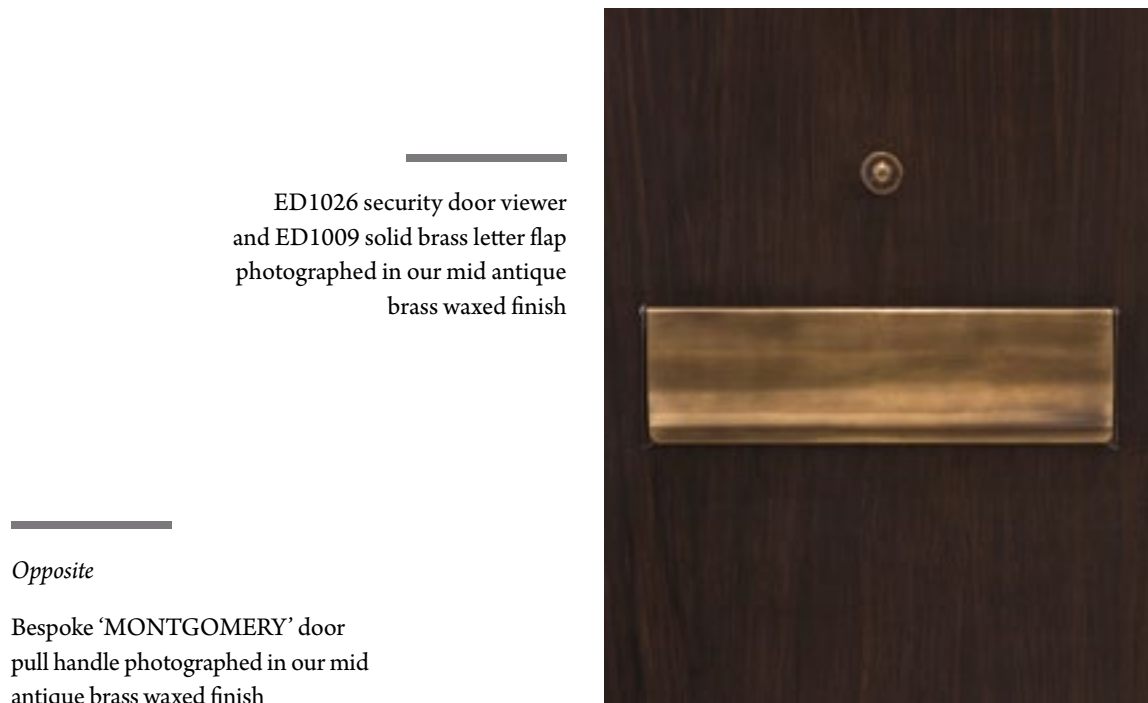 ED1026 security door viewer
and ED1009 solid brass letter flap
photographed in our mid antique
brass waxed finish
Opposite
Bespoke ‘MONTGOMERY’ door
pull handle photographed in our mid
antique brass waxed finish